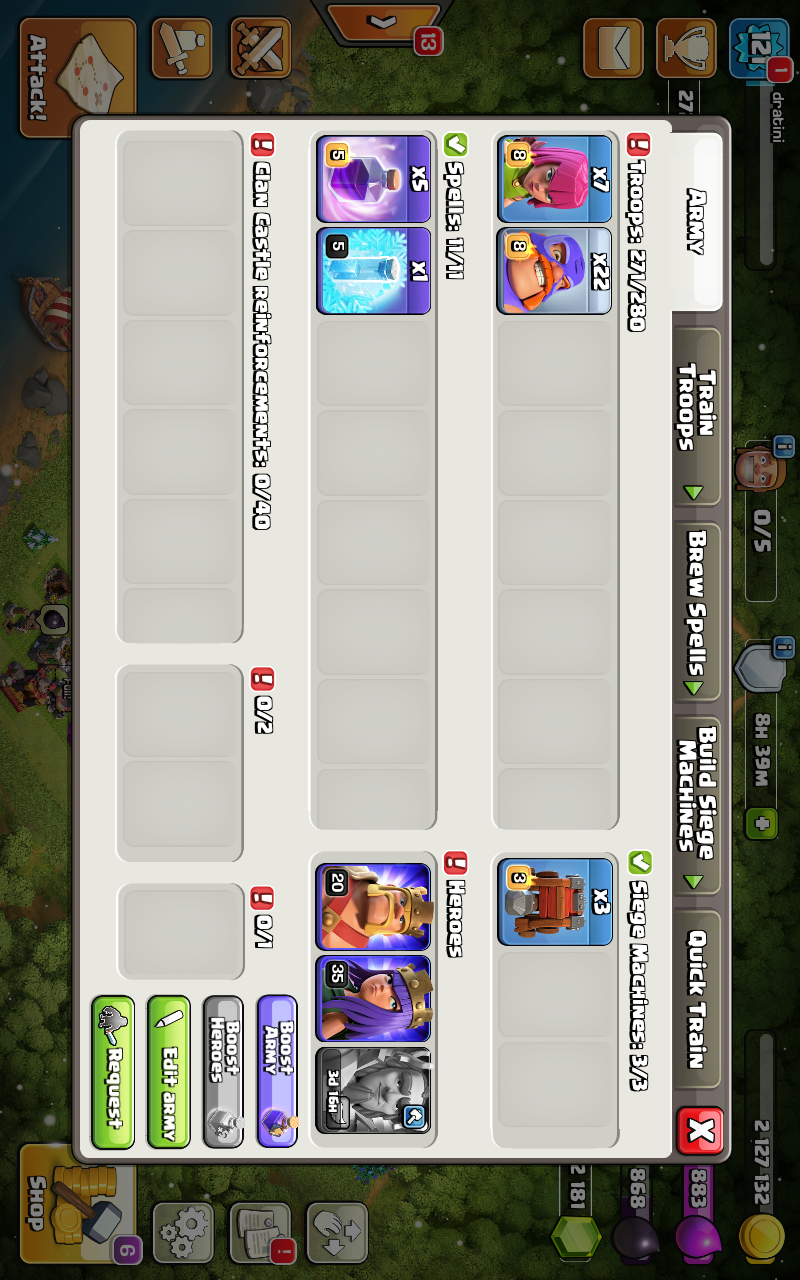 121
1
dratini
27
0/5
8H 39M
2 127 132
883
868
2 181
13
Attack!
Army
Train
Troops
Brew Spells
Build Siege
Machines
Quick Train
X
Troops: 271/280
x7
8
x22
8
Siege Machines: 3/3
x3
3
Spells: 11/11
x5
5
x1
5
Heroes
20
35
3d 16H
Clan Castle reinforcements: 0/40
0/2
0/1
Boost
Army
Boost
Heroes
Edit army
Request
Full!
Shop
6